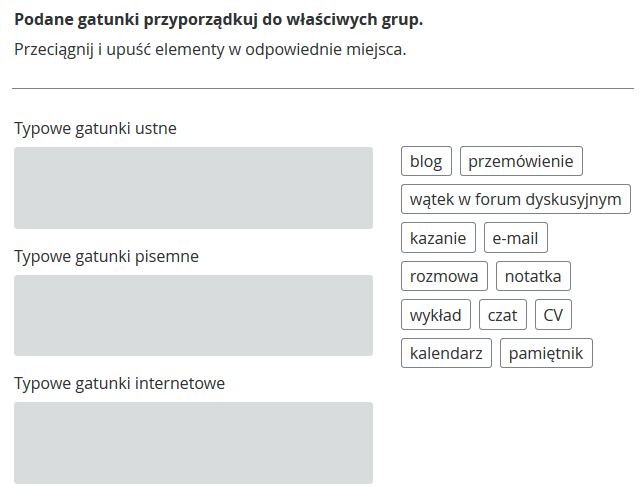 Podane gatunki przyporządkuj do właściwych grup.
Przeciągnij i upuść elementy w odpowiednie miejsca.
Typowe gatunki ustne
Typowe gatunki pisemne
Typowe gatunki internetowe
blog przemówienie
wątek w forum dyskusyjnym
kazanie e-mail
rozmowa notatka
wykład czat CV
kalendarz pamiętnik